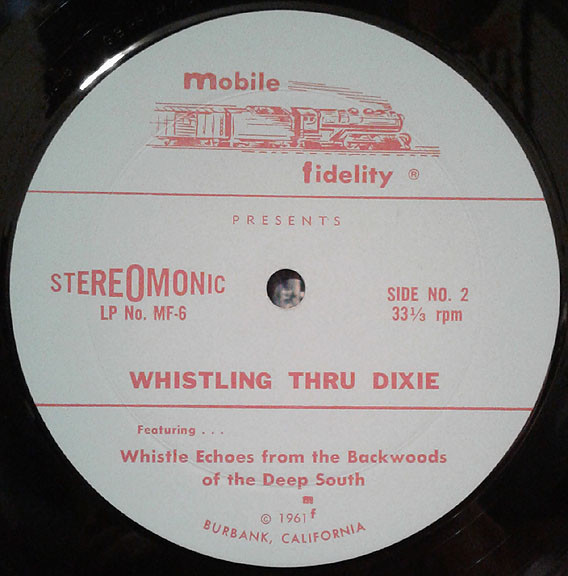 mobile
fidelity ®
PRESENTS
STEREOMONIC
LP No. MF-6
SIDE NO. 2
33⅓ rpm
WHISTLING THRU DIXIE
Featuring . . .
Whistle Echoes from the Backwoods
of the Deep South
m
f
© 1961
BURBANK, CALIFORNIA